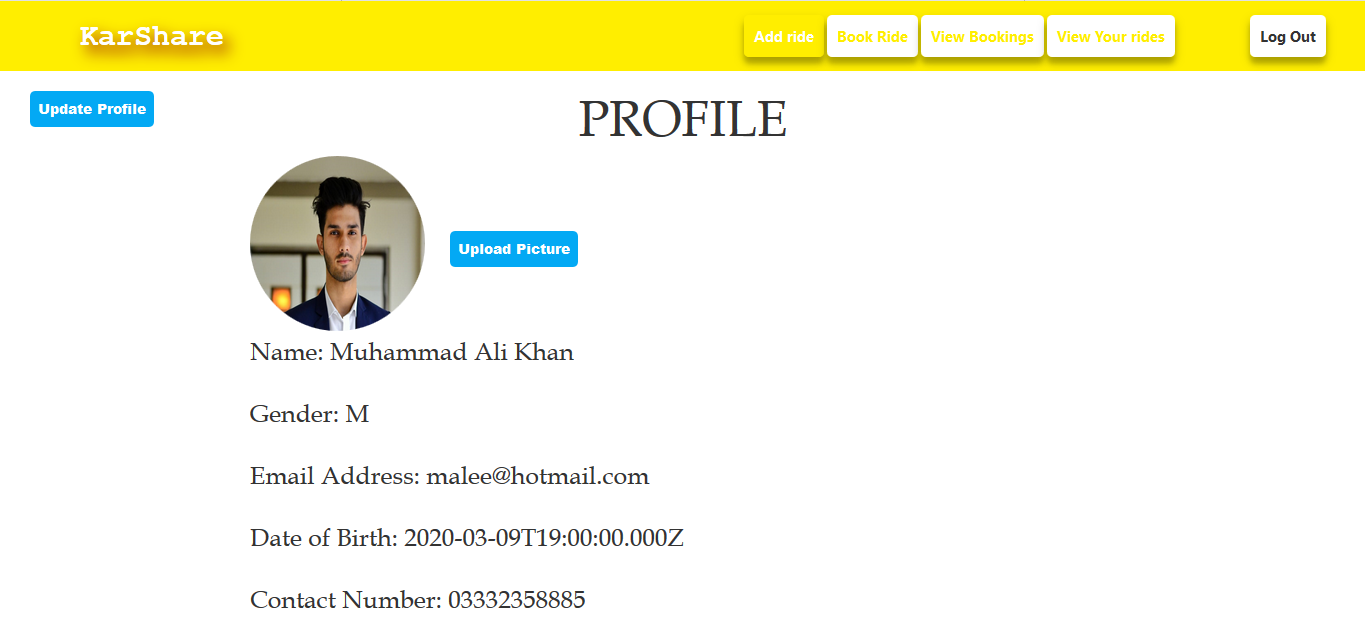 KarShare
Add ride
Book Ride
View Bookings
View Your rides
Log Out
Update Profile
PROFILE
Upload Picture
Name: Muhammad Ali Khan
Gender: M
Email Address: malee@hotmail.com
Date of Birth: 2020-03-09T19:00:00.000Z
Contact Number: 03332358885